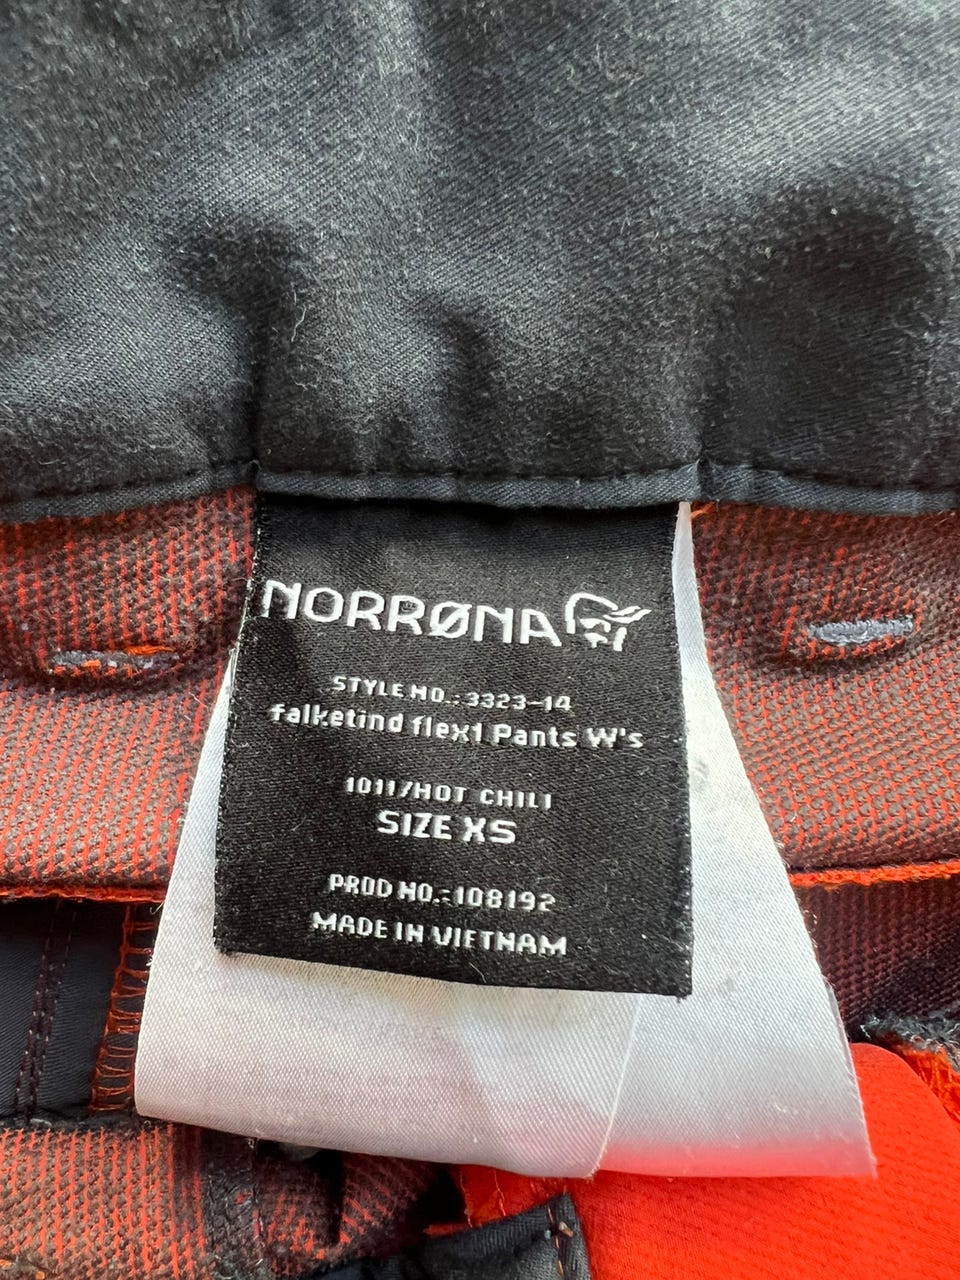 NORRØNA
STYLE NO.: 3323-14
falketind flex1 Pants W's
1011/HOT CHILI
SIZE XS
PROD NO.:108192
MADE IN VIETNAM